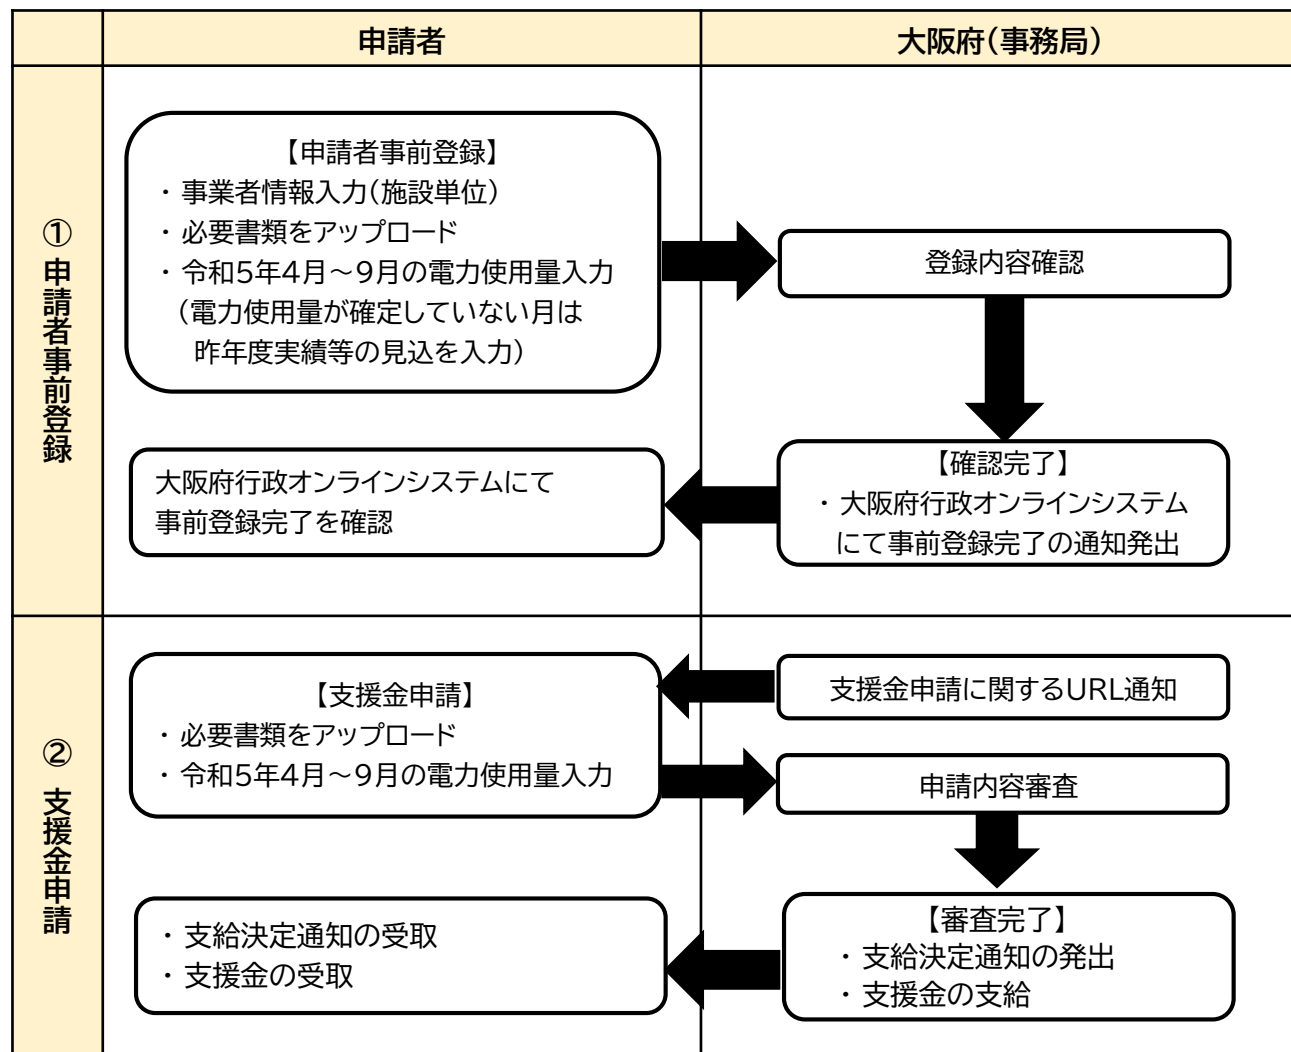 申請者
大阪府（事務局）
①申請者事前登録
【申請者事前登録】
・事業者情報入力（施設単位）
・必要書類をアップロード
・令和5年4月～9月の電力使用量入力
（電力使用量が確定していない月は
昨年度実績等の見込を入力）
登録内容確認
【確認完了】
・大阪府行政オンラインシステム
にて事前登録完了の通知発出
大阪府行政オンラインシステムにて
事前登録完了を確認
②支援金申請
支援金申請に関するURL通知
【支援金申請】
・必要書類をアップロード
・令和5年4月～9月の電力使用量入力
申請内容審査
【審査完了】
・支給決定通知の発出
・支援金の支給
・支給決定通知の受取
・支援金の受取